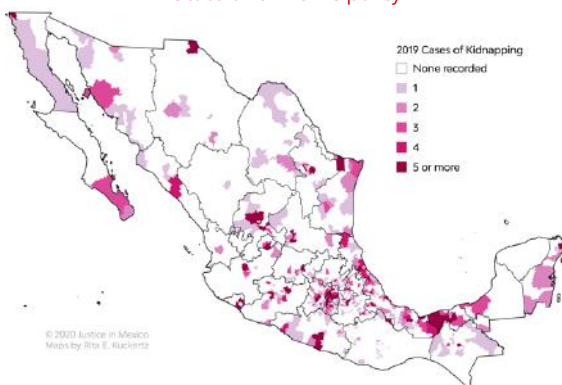 2019 Cases of Kidnapping
None recorded
1
2
3
4
5 or more
© 2020 Justice in Mexico
Maps by Rita E. Kuckertz